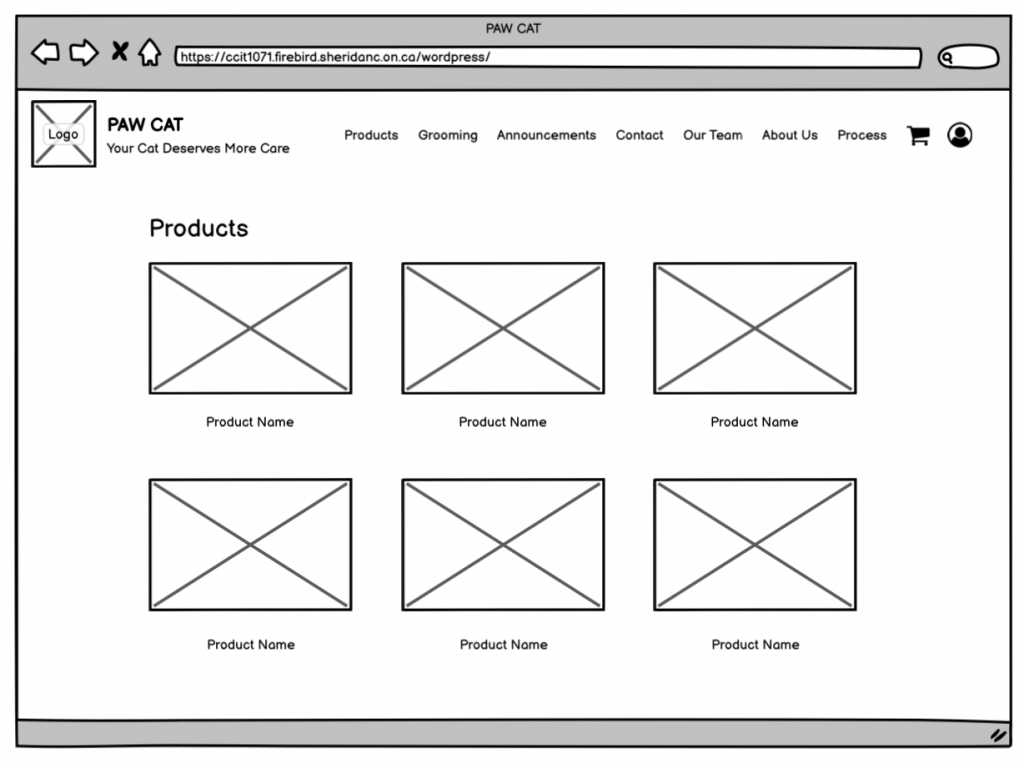 PAW CAT
https://ccit1071.firebird.sheridanc.on.ca/wordpress/
Logo
PAW CAT
Your Cat Deserves More Care
Products Grooming Announcements Contact Our Team About Us Process
Products
Product Name Product Name Product Name
Product Name Product Name Product Name